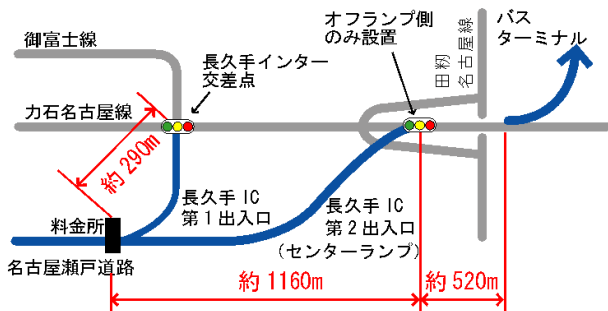 御富士線
長久手インター
交差点
オフランプ側
のみ設置
田籾
名古屋線
バス
ターミナル
力石名古屋線
約290m
料金所
長久手IC
第1出入口
長久手IC
第2出入口
(センターランプ)
名古屋瀬戸道路
約1160m
約520m